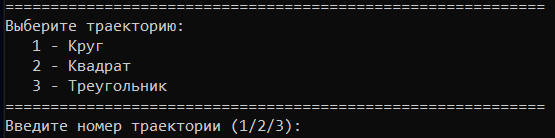 ============================================================
Выберите траекторию:
   1 - Круг
   2 - Квадрат
   3 - Треугольник
============================================================
Введите номер траектории (1/2/3):